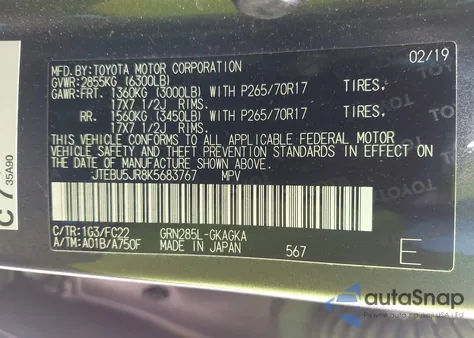 MFD.BY:TOYOTA MOTOR CORPORATION 02/19
GVWR:2855KG (6300LB)
GAWR:FRT. 1360KG (3000LB) WITH P265/70R17 TIRES,
17X7 1/2J RIMS.
RR. 1560KG (3450LB) WITH P265/70R17 TIRES,
17X7 1/2J RIMS.
THIS VEHICLE CONFORMS TO ALL APPLICABLE FEDERAL MOTOR
VEHICLE SAFETY AND THEFT PREVENTION STANDARDS IN EFFECT ON
THE DATE OF MANUFACTURE SHOWN ABOVE.
JTEBU5JR8K5683767 MPV
C/TR:1G3/FC22 GRN285L-GKAGKA
A/TM:A01B/A750F MADE IN JAPAN 567 E
C7
35A90
autoSnap